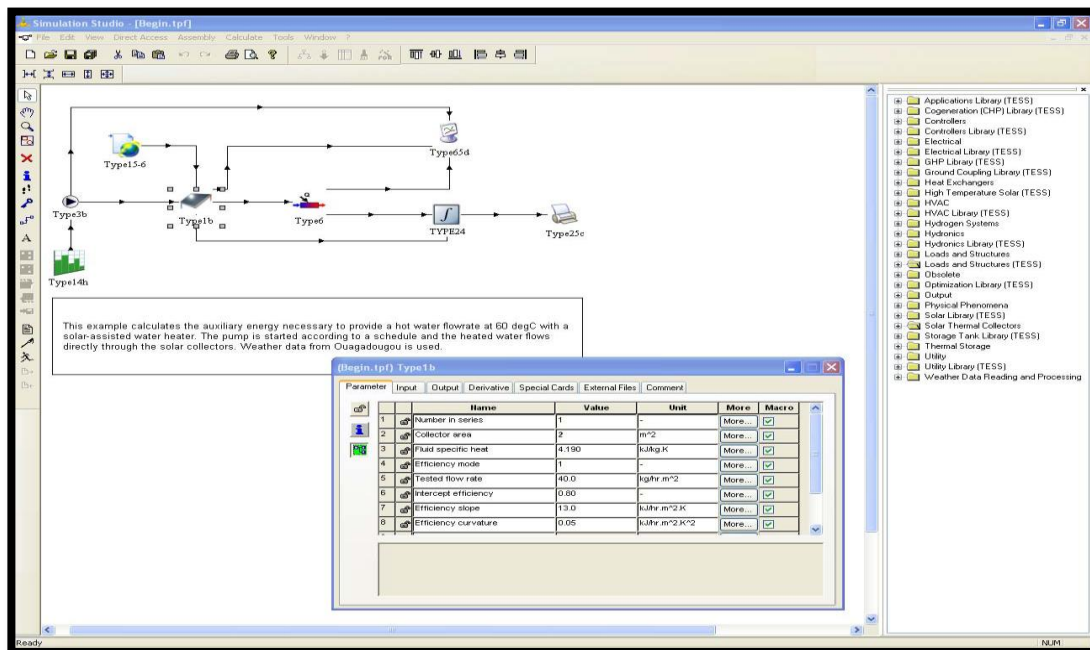 Simulation Studio - [Begin.tpf]
File Edit View Direct Access Assembly Calculate Tools Window ?
Type15-6
Type65d
Type3b
Type1b
Type6
TYPE24
Type25c
Type14h
This example calculates the auxiliary energy necessary to provide a hot water flowrate at 60 degC with a
solar-assisted water heater. The pump is started according to a schedule and the heated water flows
directly through the solar collectors. Weather data from Ouagadougou is used.
(Begin.tpf) Type1b
Parameter Input Output Derivative Special Cards External Files Comment
Name Value Unit More Macro
1 Number in series 1 - More...
2 Collector area 2 m^2 More...
3 Fluid specific heat 4.190 kJ/kg.K More...
4 Efficiency mode 1 - More...
5 Tested flow rate 40.0 kg/hr.m^2 More...
6 Intercept efficiency 0.80 - More...
7 Efficiency slope 13.0 kJ/hr.m^2.K More...
8 Efficiency curvature 0.05 kJ/hr.m^2.K^2 More...
Applications Library (TESS)
Cogeneration (CHP) Library (TESS)
Controllers
Controllers Library (TESS)
Electrical
Electrical Library (TESS)
GHP Library (TESS)
Ground Coupling Library (TESS)
Heat Exchangers
High Temperature Solar (TESS)
HVAC
HVAC Library (TESS)
Hydrogen Systems
Hydronics
Hydronics Library (TESS)
Loads and Structures
Loads and Structures (TESS)
Obsolete
Optimization Library (TESS)
Output
Physical Phenomena
Solar Library (TESS)
Solar Thermal Collectors
Storage Tank Library (TESS)
Thermal Storage
Utility
Utility Library (TESS)
Weather Data Reading and Processing
Ready
NUM